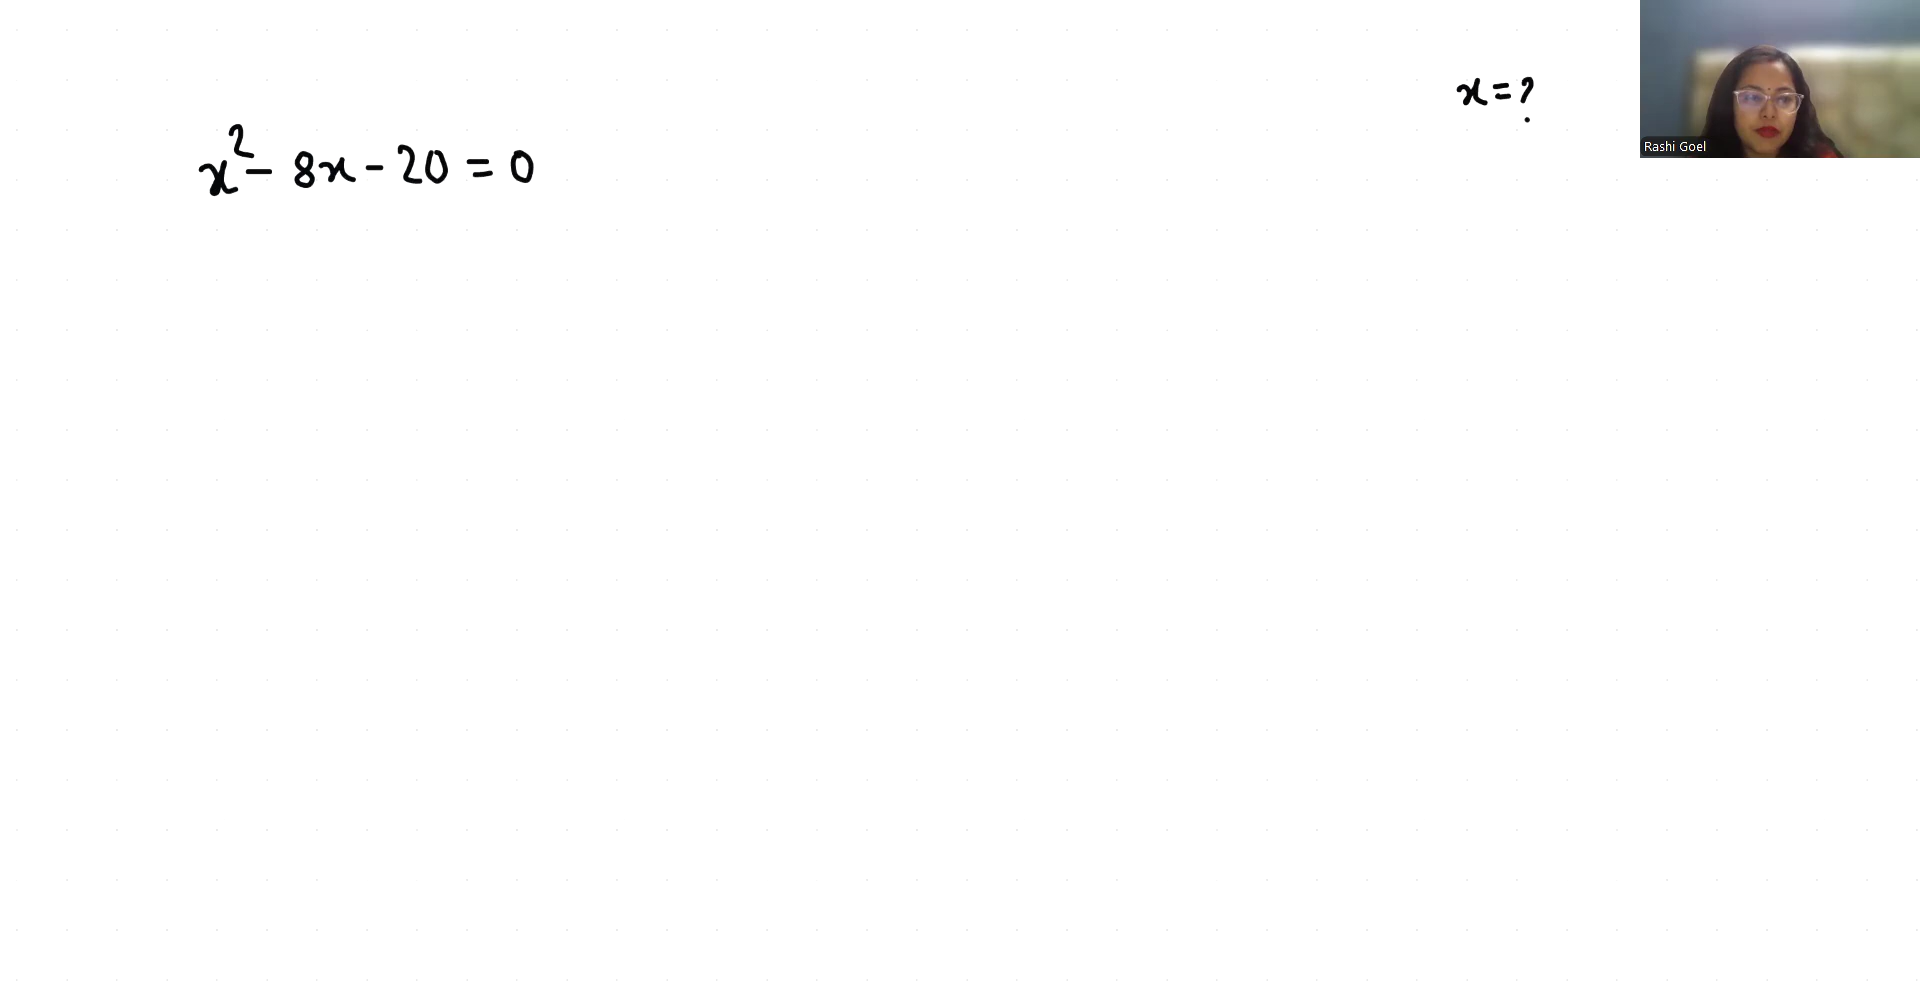 x = ?
x² - 8x - 20 = 0
Rashi Goel